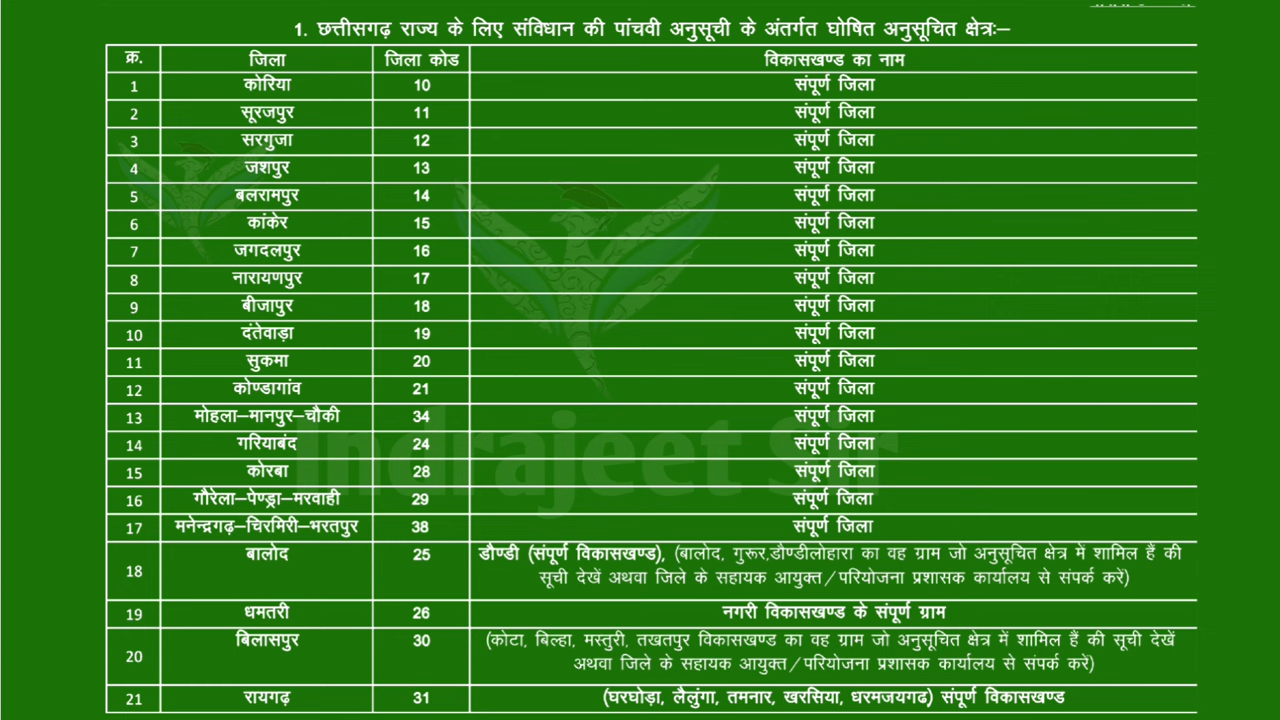 1. छत्तीसगढ़ राज्य के लिए संविधान की पांचवी अनुसूची के अंतर्गत घोषित अनुसूचित क्षेत्रः–
क्र. जिला जिला कोड विकासखण्ड का नाम
1 कोरिया 10 संपूर्ण जिला
2 सूरजपुर 11 संपूर्ण जिला
3 सरगुजा 12 संपूर्ण जिला
4 जशपुर 13 संपूर्ण जिला
5 बलरामपुर 14 संपूर्ण जिला
6 कांकेर 15 संपूर्ण जिला
7 जगदलपुर 16 संपूर्ण जिला
8 नारायणपुर 17 संपूर्ण जिला
9 बीजापुर 18 संपूर्ण जिला
10 दंतेवाड़ा 19 संपूर्ण जिला
11 सुकमा 20 संपूर्ण जिला
12 कोण्डागांव 21 संपूर्ण जिला
13 मोहला–मानपुर–चौकी 34 संपूर्ण जिला
14 गरियाबंद 24 संपूर्ण जिला
15 कोरबा 28 संपूर्ण जिला
16 गौरेला–पेण्ड्रा–मरवाही 29 संपूर्ण जिला
17 मनेन्द्रगढ़–चिरमिरी–भरतपुर 38 संपूर्ण जिला
18 बालोद 25 डौण्डी (संपूर्ण विकासखण्ड), (बालोद, गुरूर,डौण्डीलोहारा का वह ग्राम जो अनुसूचित क्षेत्र में शामिल हैं की
सूची देखें अथवा जिले के सहायक आयुक्त/परियोजना प्रशासक कार्यालय से संपर्क करें)
19 धमतरी 26 नगरी विकासखण्ड के संपूर्ण ग्राम
20 बिलासपुर 30 (कोटा, बिल्हा, मस्तुरी, तखतपुर विकासखण्ड का वह ग्राम जो अनुसूचित क्षेत्र में शामिल हैं की सूची देखें
अथवा जिले के सहायक आयुक्त/परियोजना प्रशासक कार्यालय से संपर्क करें)
21 रायगढ़ 31 (घरघोड़ा, लैलुंगा, तमनार, खरसिया, धरमजयगढ) संपूर्ण विकासखण्ड
Indrajeet Sir